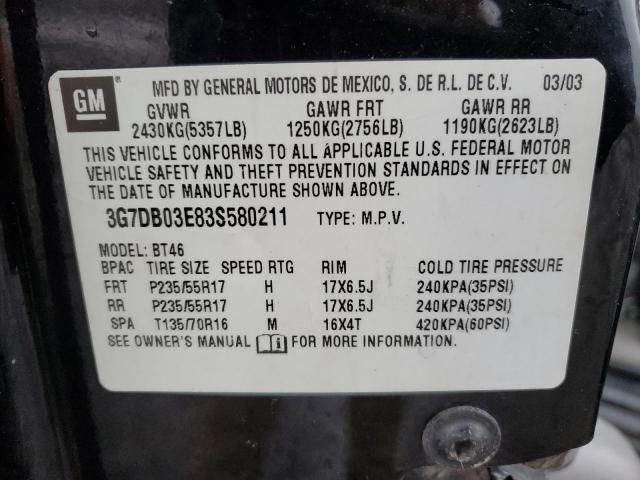 GM ® MFD BY GENERAL MOTORS DE MEXICO, S. DE R.L. DE C.V. 03/03
GVWR GAWR FRT GAWR RR
2430KG(5357LB) 1250KG(2756LB) 1190KG(2623LB)
THIS VEHICLE CONFORMS TO ALL APPLICABLE U.S. FEDERAL MOTOR
VEHICLE SAFETY AND THEFT PREVENTION STANDARDS IN EFFECT ON
THE DATE OF MANUFACTURE SHOWN ABOVE.
3G7DB03E83S580211 TYPE: M.P.V.
MODEL: BT46
BPAC TIRE SIZE SPEED RTG RIM COLD TIRE PRESSURE
FRT P235/55R17 H 17X6.5J 240KPA(35PSI)
RR P235/55R17 H 17X6.5J 240KPA(35PSI)
SPA T135/70R16 M 16X4T 420KPA(60PSI)
SEE OWNER'S MANUAL FOR MORE INFORMATION.